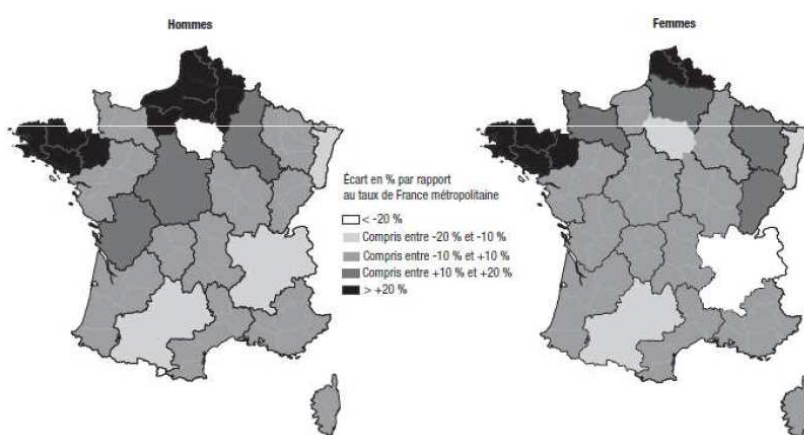 Hommes
Femmes
Écart en % par rapport
au taux de France métropolitaine
< -20 %
Compris entre -20 % et -10 %
Compris entre -10 % et +10 %
Compris entre +10 % et +20 %
> +20 %